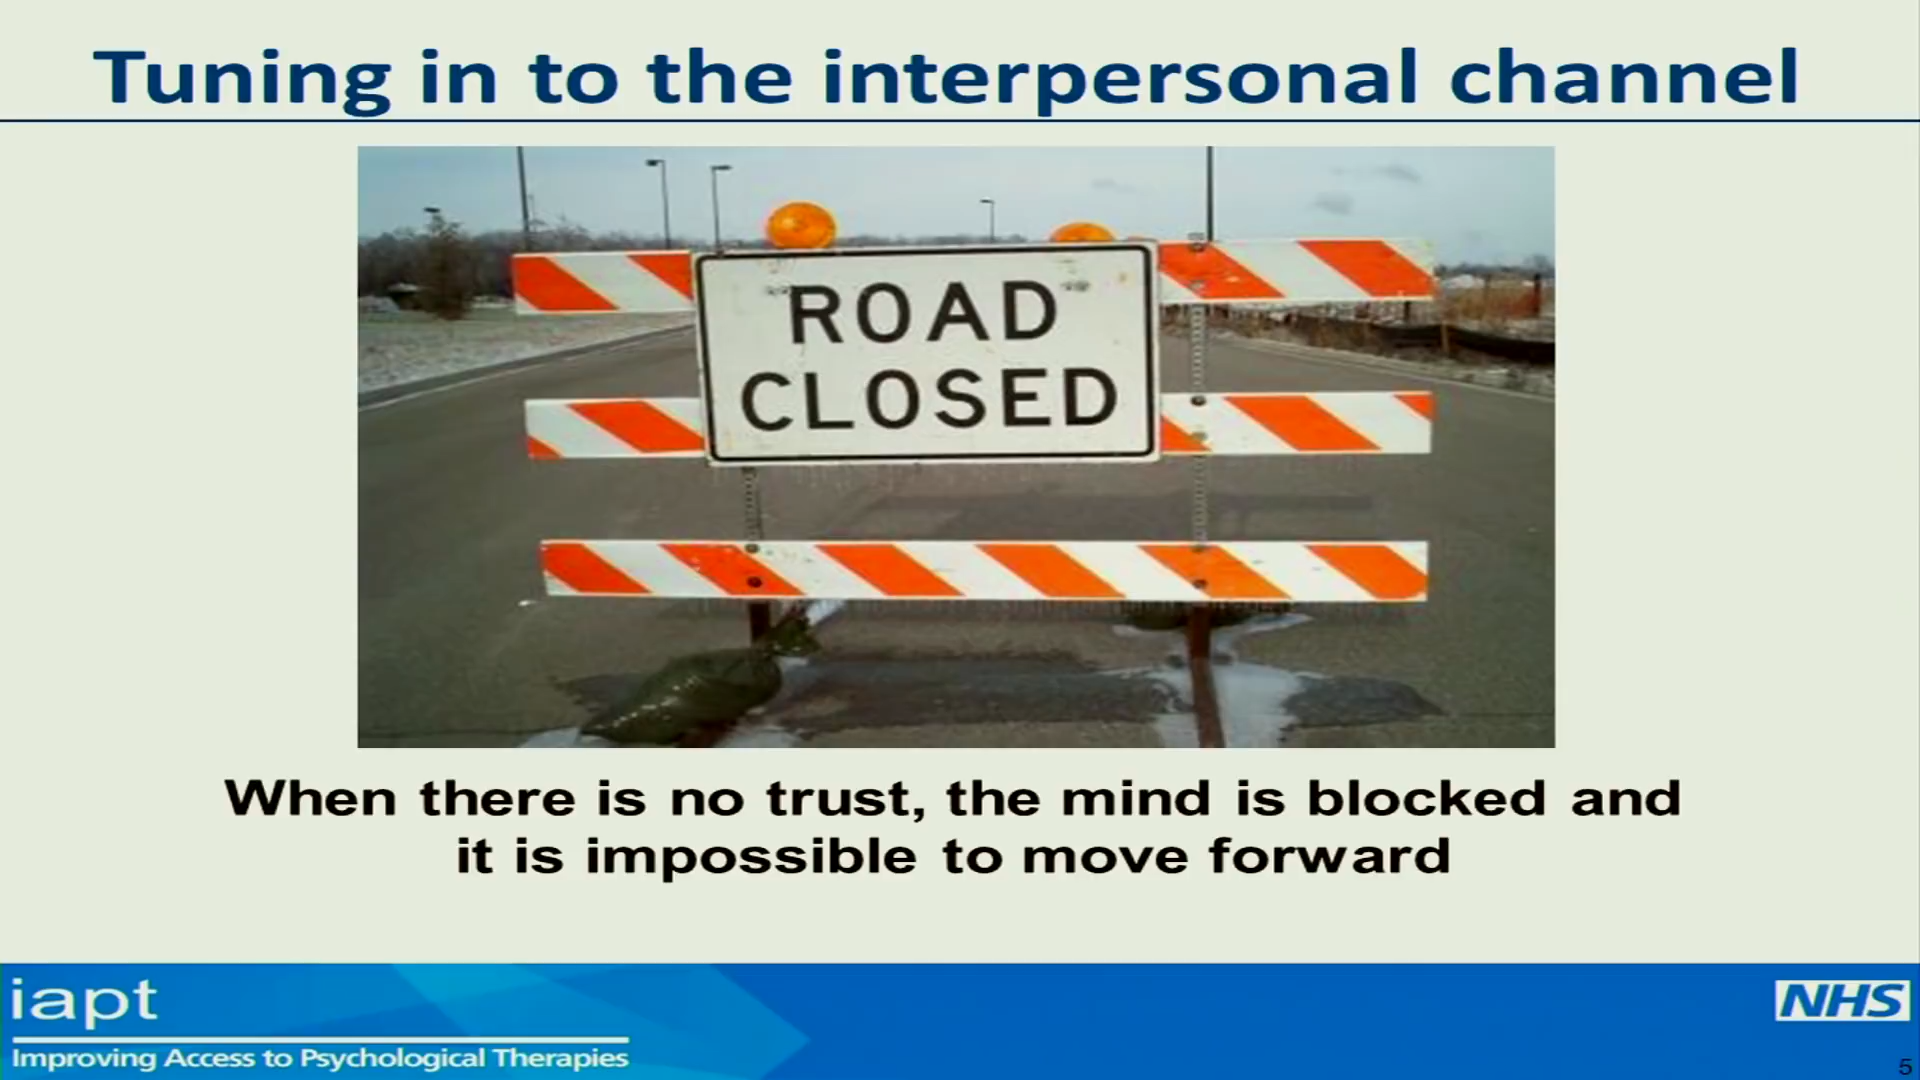 Tuning in to the interpersonal channel
ROAD
CLOSED
When there is no trust, the mind is blocked and
it is impossible to move forward
iapt
Improving Access to Psychological Therapies
NHS
5